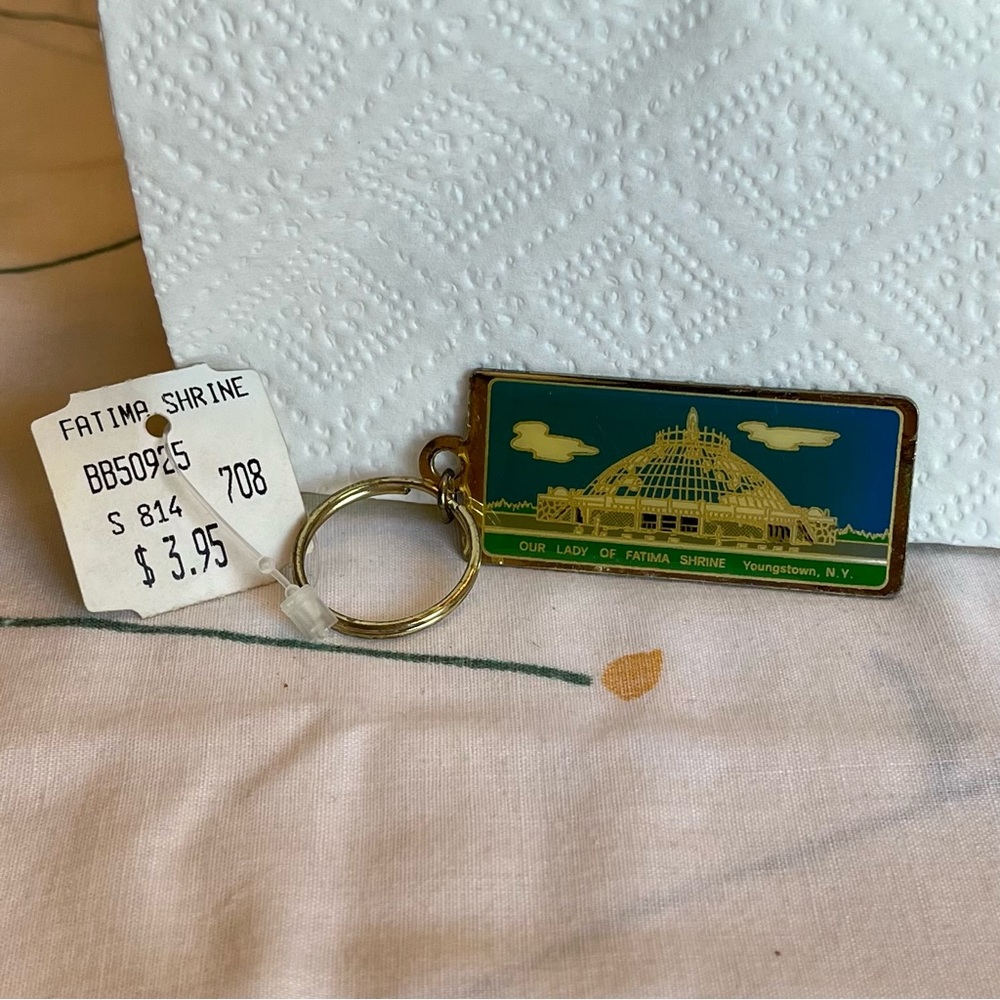 FATIMA SHRINE
BB50925
708
S 814
$ 3.95
OUR LADY OF FATIMA SHRINE Youngstown, N.Y.